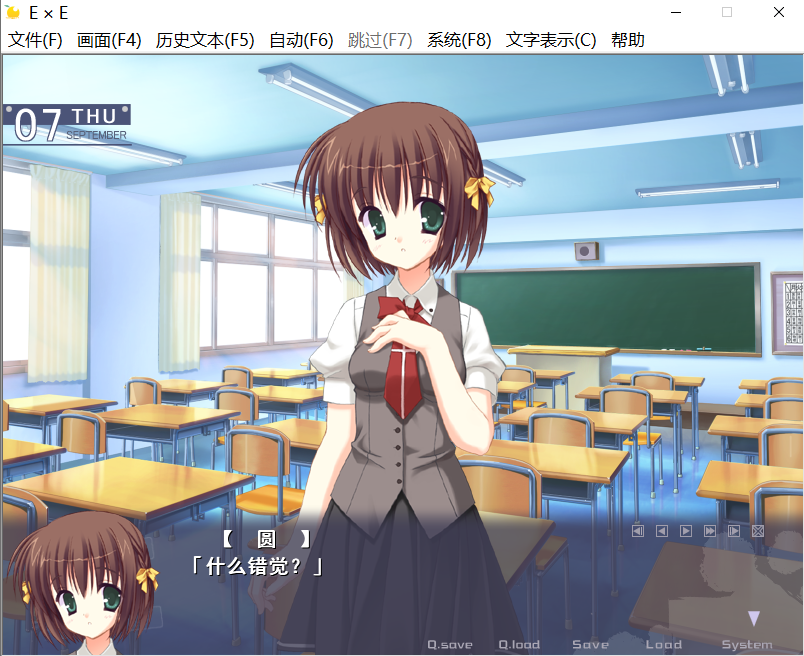 E × E
文件(F) 画面(F4) 历史文本(F5) 自动(F6) 跳过(F7) 系统(F8) 文字表示(C) 帮助
07 THU
SEPTEMBER
【 圆 】
「什么错觉？」
Q.save Q.load Save Load System